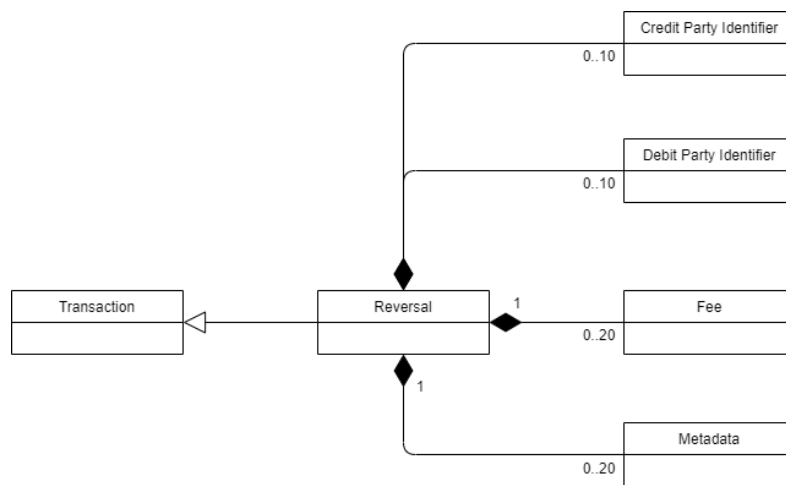 Credit Party Identifier
0..10
Debit Party Identifier
0..10
Transaction
Reversal
1
Fee
0..20
1
Metadata
0..20